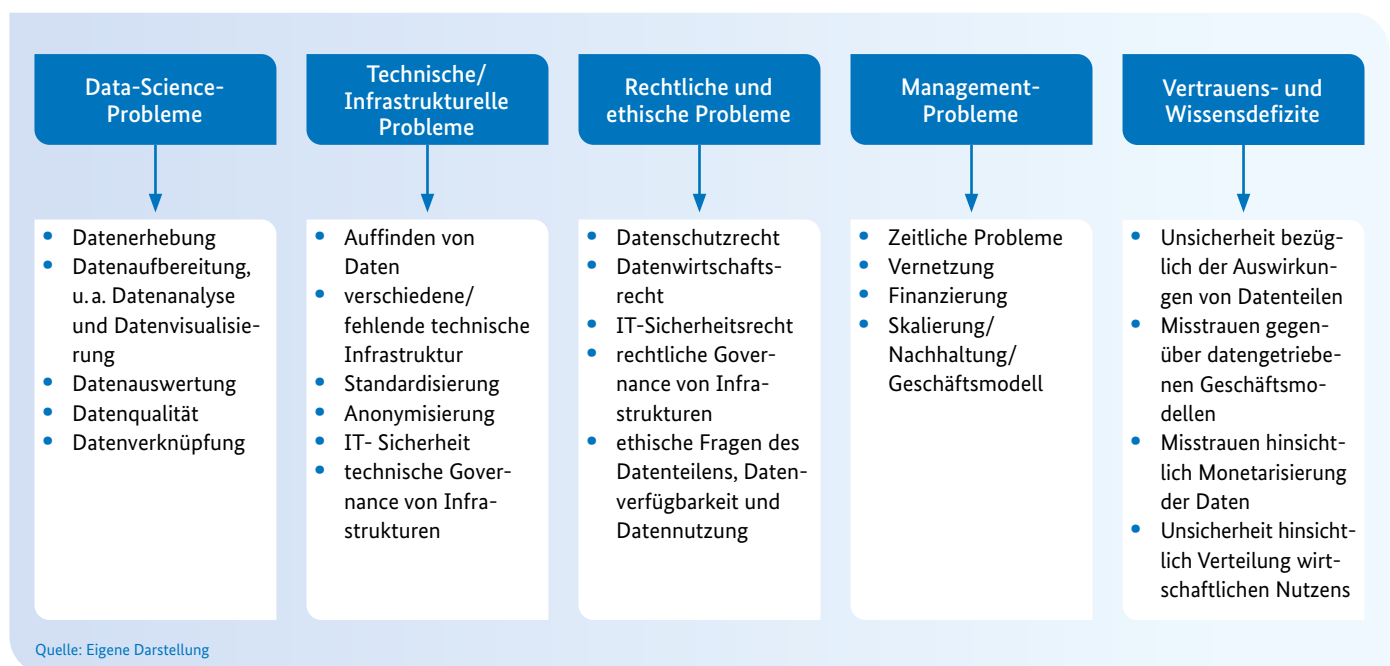 Data-Science-
Probleme
Technische/
Infrastrukturelle
Probleme
Rechtliche und
ethische Probleme
Management-
Probleme
Vertrauens- und
Wissensdefizite
• Datenerhebung
• Datenaufbereitung,
u. a. Datenanalyse
und Datenvisualisie-
rung
• Datenauswertung
• Datenqualität
• Datenverknüpfung
• Auffinden von
Daten
• verschiedene/
fehlende technische
Infrastruktur
• Standardisierung
• Anonymisierung
• IT- Sicherheit
• technische Gover-
nance von Infra-
strukturen
• Datenschutzrecht
• Datenwirtschafts-
recht
• IT-Sicherheitsrecht
• rechtliche Gover-
nance von Infra-
strukturen
• ethische Fragen des
Datenteilens, Daten-
verfügbarkeit und
Datennutzung
• Zeitliche Probleme
• Vernetzung
• Finanzierung
• Skalierung/
Nachhaltung/
Geschäftsmodell
• Unsicherheit bezüg-
lich der Auswirkun-
gen von Datenteilen
• Misstrauen gegen-
über datengetriebe-
nen Geschäftsmo-
dellen
• Misstrauen hinsicht-
lich Monetarisierung
der Daten
• Unsicherheit hinsicht-
lich Verteilung wirt-
schaftlichen Nutzens
Quelle: Eigene Darstellung